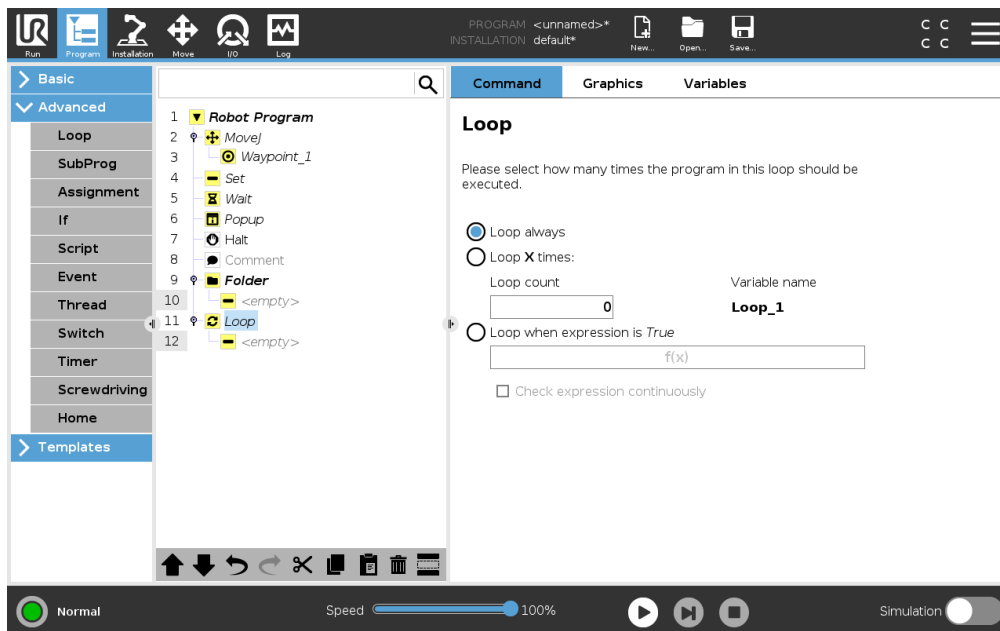 PROGRAM <unnamed>*
INSTALLATION default*
Run Program Installation Move I/O Log New... Open... Save...
C C
C C
Basic
Advanced
Loop
SubProg
Assignment
If
Script
Event
Thread
Switch
Timer
Screwdriving
Home
Templates
1 Robot Program
2 MoveJ
3 Waypoint_1
4 Set
5 Wait
6 Popup
7 Halt
8 Comment
9 Folder
10 <empty>
11 Loop
12 <empty>
Command Graphics Variables
Loop
Please select how many times the program in this loop should be
executed.
Loop always
Loop X times:
Loop count Variable name
0 Loop_1
Loop when expression is True
f(x)
Check expression continuously
Normal Speed 100% Simulation